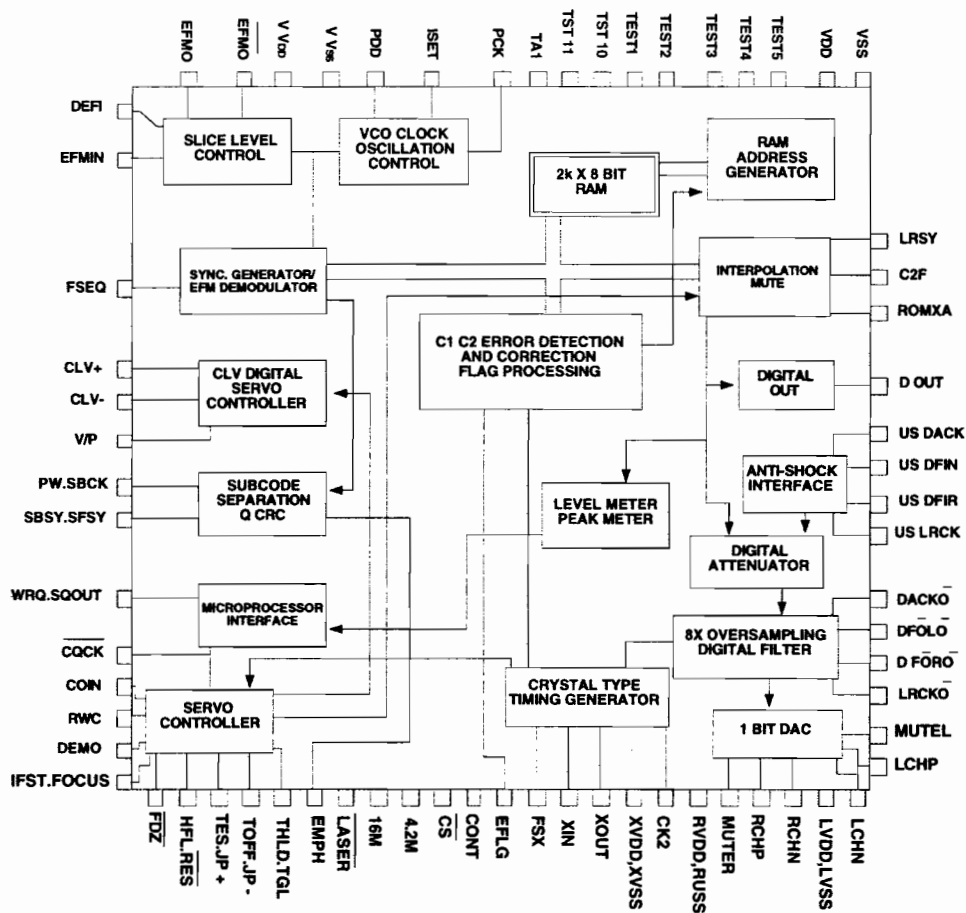 EFMO
EFMO
V VDD
V VSS
PDD
ISET
PCK
TA1
TST 11
TST 10
TEST1
TEST2
TEST3
TEST4
TEST5
VDD
VSS
DEFI
EFMIN
FSEQ
CLV+
CLV-
V/P
PW.SBCK
SBSY.SFSY
WRQ.SQOUT
CQCK
COIN
RWC
DEMO
IFST.FOCUS
SLICE LEVEL
CONTROL
VCO CLOCK
OSCILLATION
CONTROL
2k X 8 BIT
RAM
RAM
ADDRESS
GENERATOR
SYNC. GENERATOR/
EFM DEMODULATOR
INTERPOLATION
MUTE
C1 C2 ERROR DETECTION
AND CORRECTION
FLAG PROCESSING
CLV DIGITAL
SERVO
CONTROLLER
DIGITAL
OUT
SUBCODE
SEPARATION
Q CRC
LEVEL METER
PEAK METER
ANTI-SHOCK
INTERFACE
DIGITAL
ATTENUATOR
MICROPROCESSOR
INTERFACE
8X OVERSAMPLING
DIGITAL FILTER
SERVO
CONTROLLER
CRYSTAL TYPE
TIMING GENERATOR
1 BIT DAC
LRSY
C2F
ROMXA
D OUT
US DACK
US DFIN
US DFIR
US LRCK
DACKO̅
DFO̅LO̅
D FO̅RO̅
LRCKO̅
MUTEL
LCHP
FDZ
HFL.RES
TES.JP +
TOFF.JP -
THLD.TGL
EMPH
LASER
16M
4.2M
CS
CONT
EFLG
FSX
XIN
XOUT
XVDD,XVSS
CK2
RVDD,RUSS
MUTER
RCHP
RCHN
LVDD,LVSS
LCHN